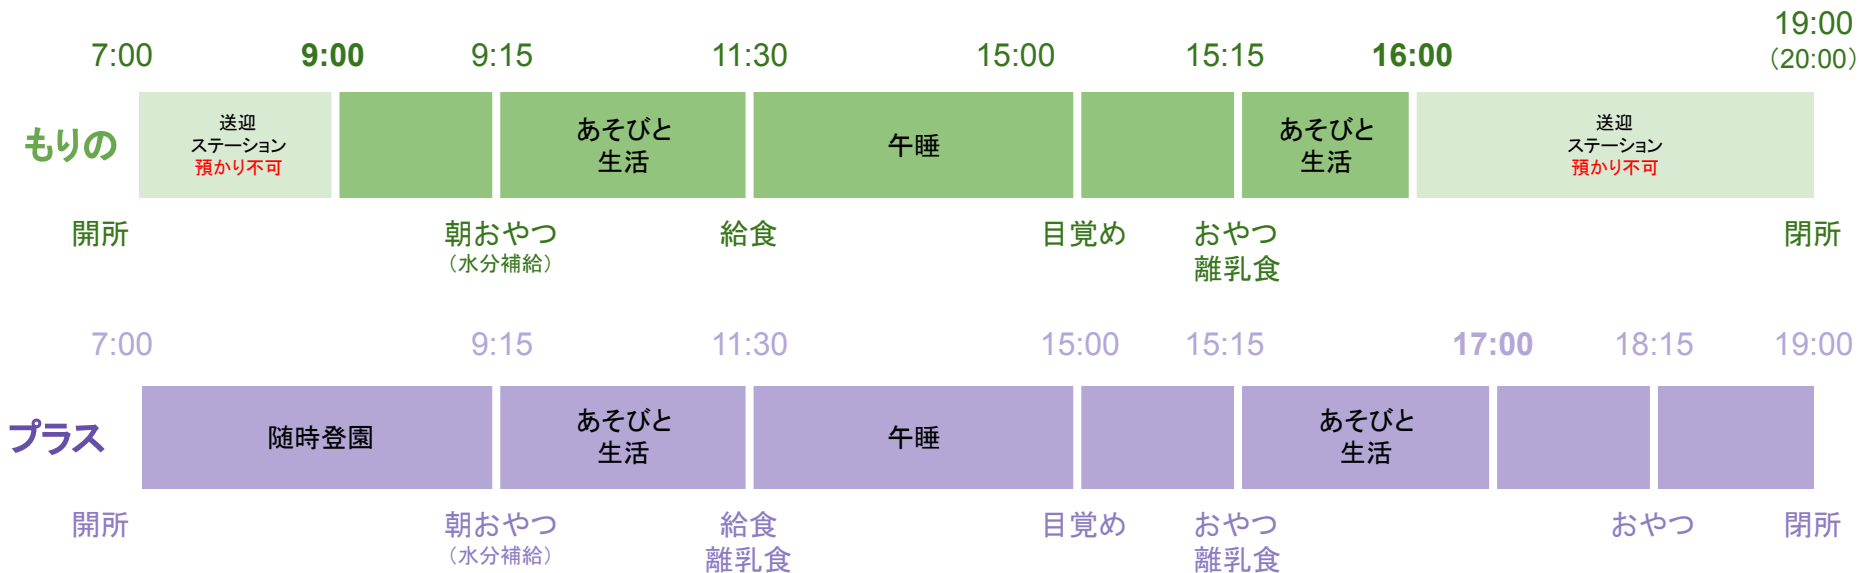 7:00 9:00 9:15 11:30 15:00 15:15 16:00 19:00
(20:00)
もりの
送迎
ステーション
預かり不可
あそびと
生活
午睡
あそびと
生活
送迎
ステーション
預かり不可
開所
朝おやつ
（水分補給）
給食
目覚め
おやつ
離乳食
閉所
7:00 9:15 11:30 15:00 15:15 17:00 18:15 19:00
プラス
随時登園
あそびと
生活
午睡
あそびと
生活
開所
朝おやつ
（水分補給）
給食
離乳食
目覚め
おやつ
離乳食
おやつ
閉所